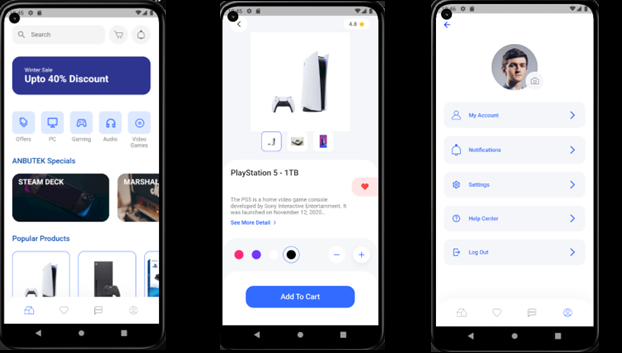 Search
Winter Sale
Upto 40% Discount
Offers
PC
Gaming
Audio
Video
Games
ANBUTEK Specials
STEAM DECK
MARSHAL
Popular Products
4.8
PlayStation 5 - 1TB
The PS5 is a home video game console
developed by Sony Interactive Entertainment. It
was launched on November 12, 2020...
See More Detail
Add To Cart
My Account
Notifications
Settings
Help Center
Log Out